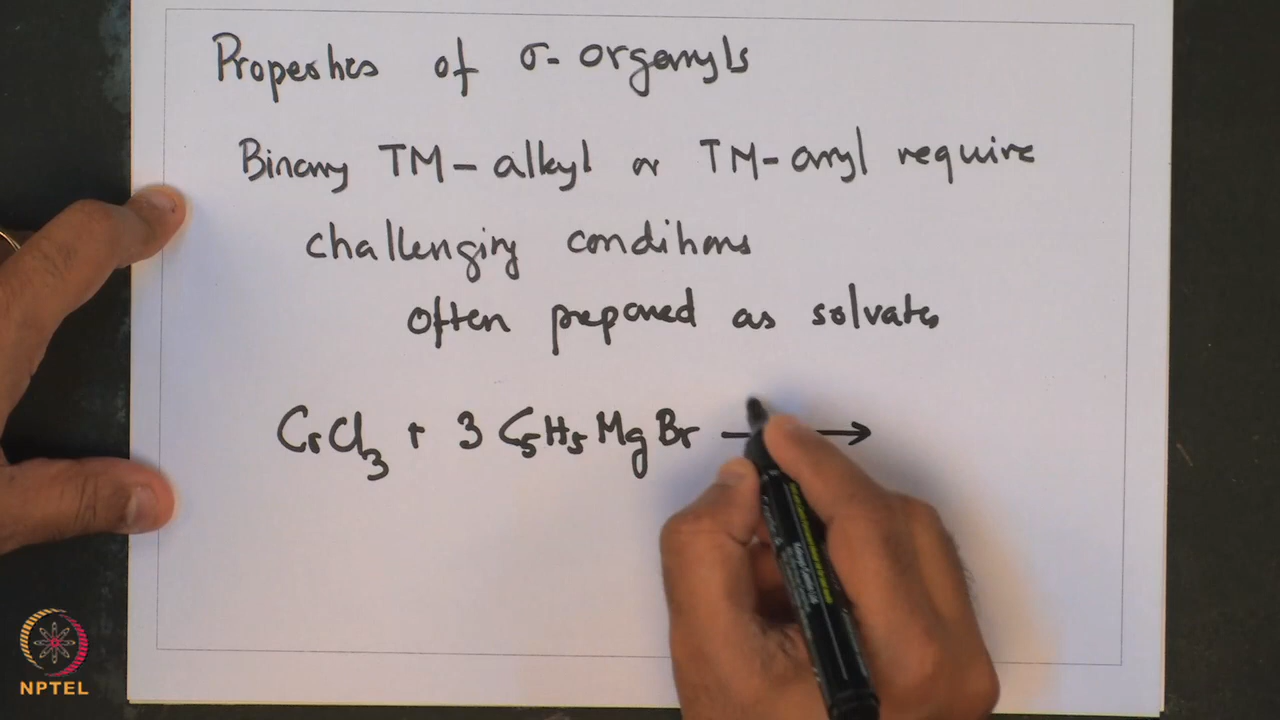 Properties of σ-organyls
Binary TM-alkyl or TM-aryl require
challenging conditions
often prepared as solvates
CrCl3 + 3 C5H5MgBr →
NPTEL